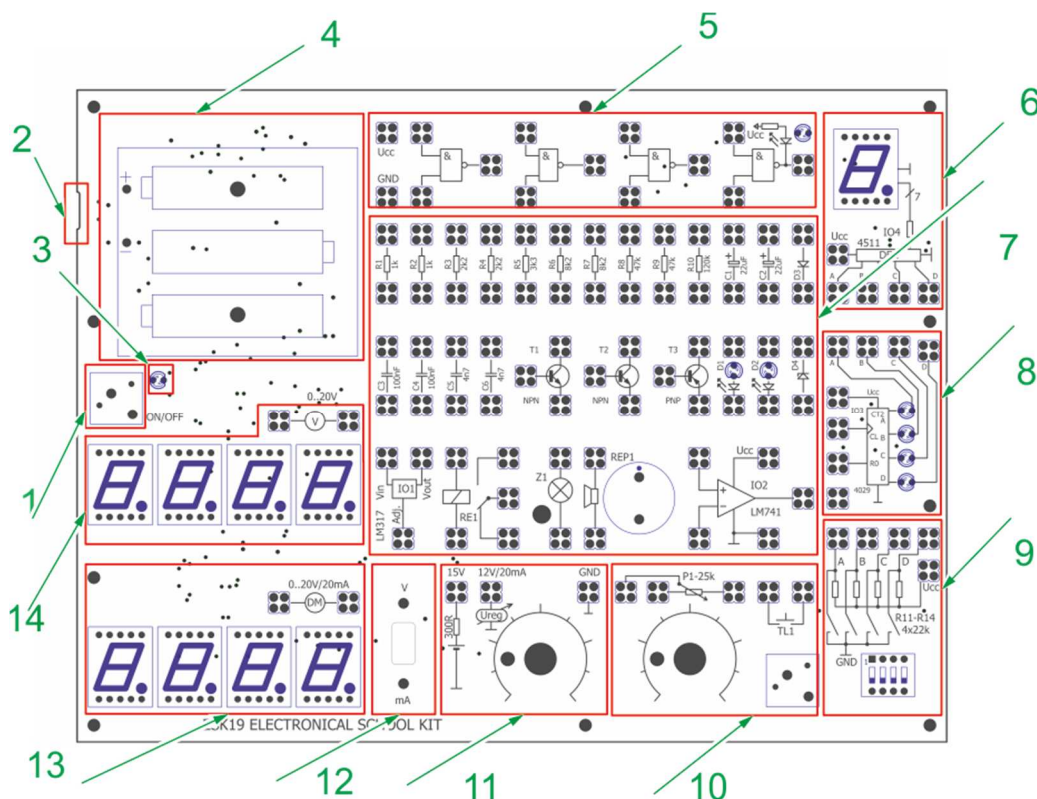 4
5
6
2
3
7
8
1
9
14
13
12
11
10
Ucc
GND
&
&
&
&
Ucc
IO4
7
4511
Ucc
A
B
C
D
R1
1k
R2
1k
R3
2k2
R4
2k2
R5
3k3
R6
8k2
R7
8k2
R8
47k
R9
47k
R10
120k
C1
+
22uF
C2
+
22uF
D3
C3
100nF
C4
100nF
C5
4n7
C6
4n7
T1
NPN
T2
NPN
T3
PNP
D1
D2
D4
+
ON/OFF
0..20V
V
Vin
IO1
Vout
Adj.
LM317
RE1
Z1
REP1
+
Ucc
IO2
LM741
A
B
C
D
Ucc
IO3
CT2
A
CL
B
C
R0
D
4029
A
B
C
D
Ucc
R11-R14
4x22k
GND
1
0..20V/20mA
DM
V
mA
15V
12V/20mA
GND
300R
Ureg
P1-25k
TL1
ELECTRONICAL SCHOOL KIT